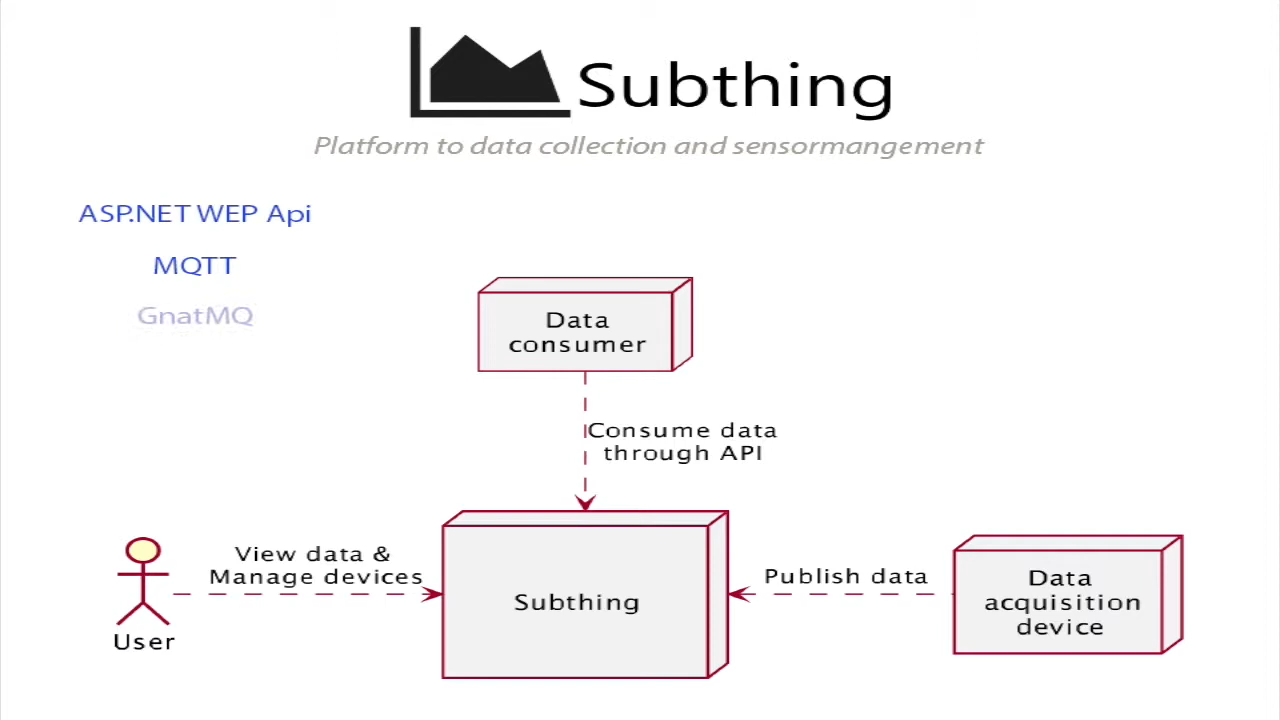 Subthing
Platform to data collection and sensormangement
ASP.NET WEP Api
MQTT
GnatMQ
Data
consumer
Consume data
through API
View data &
Manage devices
User
Subthing
Publish data
Data
acquisition
device